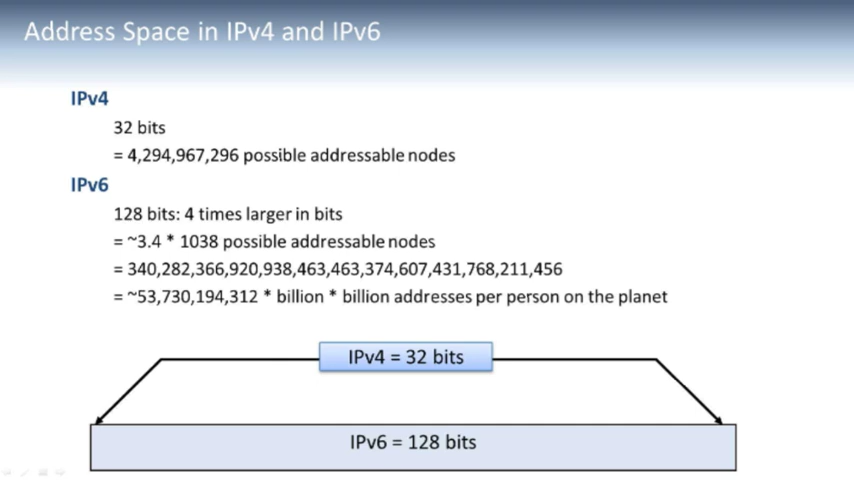 Address Space in IPv4 and IPv6
IPv4
32 bits
= 4,294,967,296 possible addressable nodes
IPv6
128 bits: 4 times larger in bits
= ~3.4 * 1038 possible addressable nodes
= 340,282,366,920,938,463,463,374,607,431,768,211,456
= ~53,730,194,312 * billion * billion addresses per person on the planet
IPv4 = 32 bits
IPv6 = 128 bits